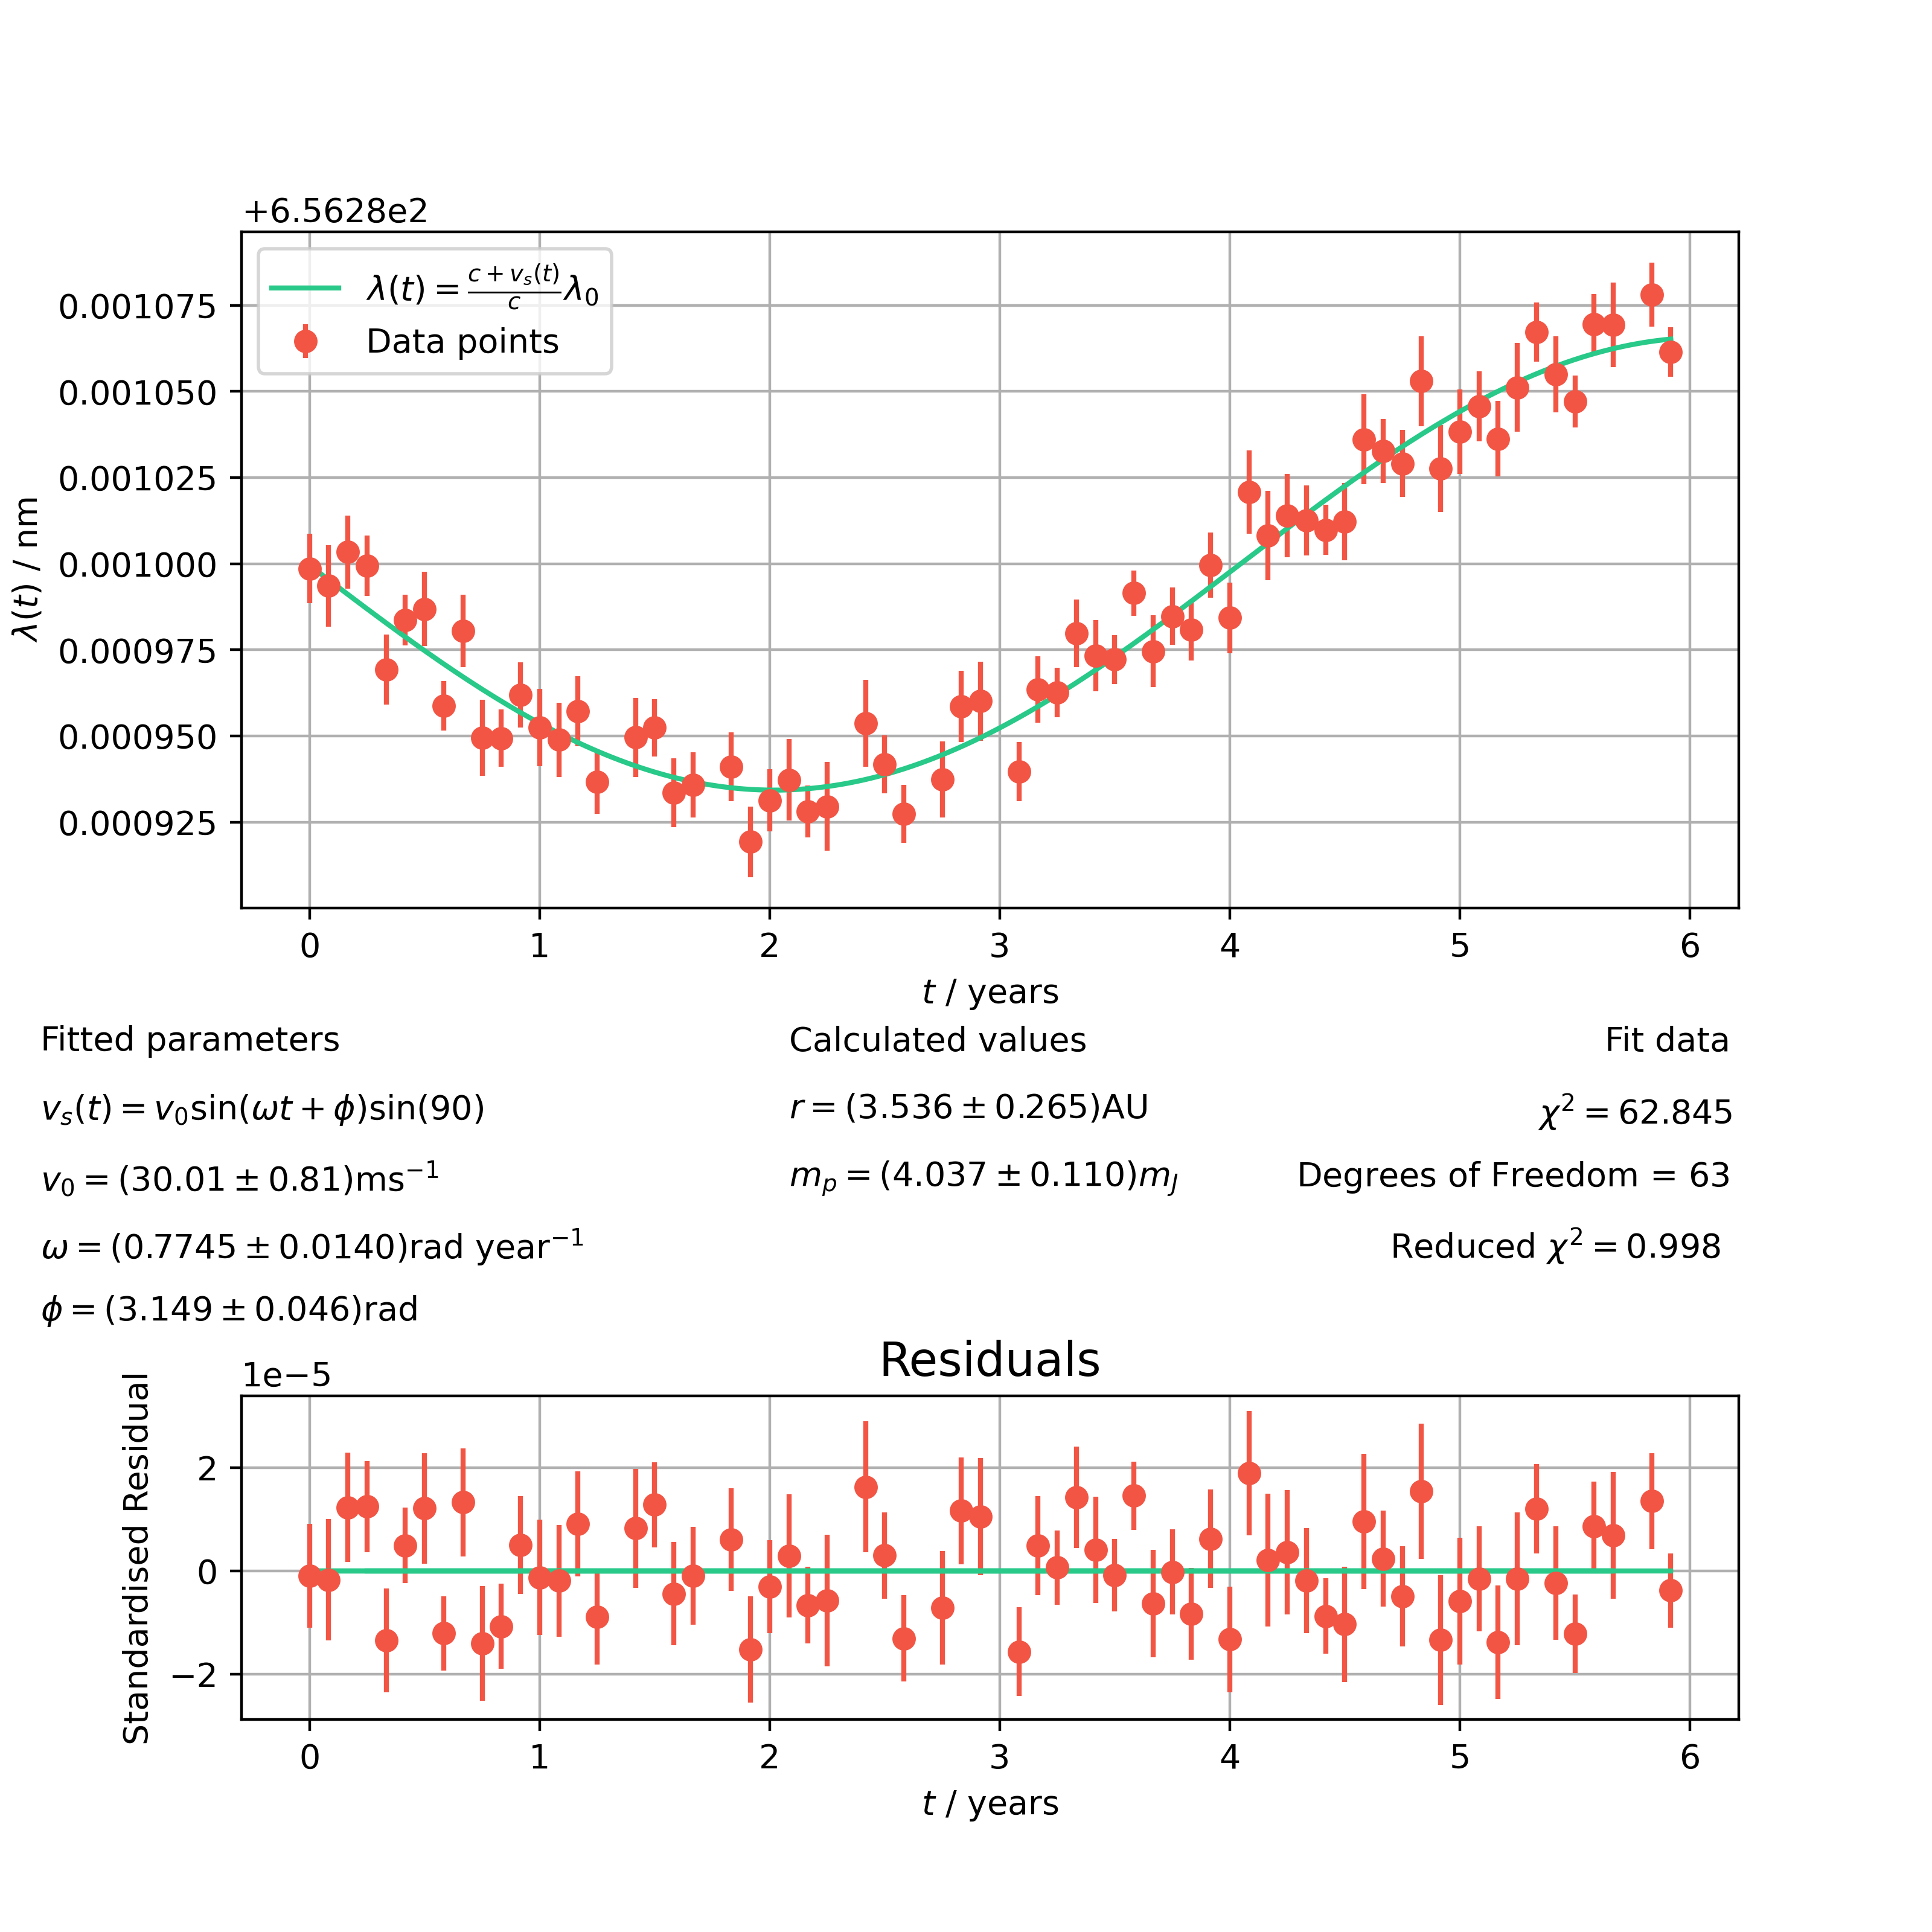 +6.5628e2
λ(t) = c + vₛ(t) / c λ₀
Data points
0.001075
0.001050
0.001025
0.001000
0.000975
0.000950
0.000925
λ(t) / nm
0 1 2 3 4 5 6
t / years
Fitted parameters Calculated values Fit data
vₛ(t) = v₀sin(ωt + ϕ)sin(90) r = (3.536 ± 0.265)AU χ² = 62.845
v₀ = (30.01 ± 0.81)ms⁻¹ mₚ = (4.037 ± 0.110)m_J Degrees of Freedom = 63
ω = (0.7745 ± 0.0140)rad year⁻¹ Reduced χ² = 0.998
ϕ = (3.149 ± 0.046)rad
Residuals
1e−5
Standardised Residual
2
0
−2
0 1 2 3 4 5 6
t / years